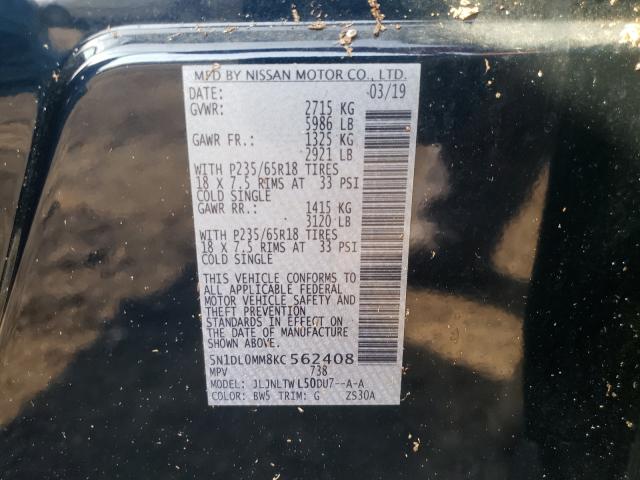 MFD BY NISSAN MOTOR CO., LTD.
DATE: 03/19
GVWR: 2715 KG
5986 LB
GAWR FR.: 1325 KG
2921 LB
WITH P235/65R18 TIRES
18 X 7.5 RIMS AT 33 PSI
COLD SINGLE
GAWR RR.: 1415 KG
3120 LB
WITH P235/65R18 TIRES
18 X 7.5 RIMS AT 33 PSI
COLD SINGLE
THIS VEHICLE CONFORMS TO
ALL APPLICABLE FEDERAL
MOTOR VEHICLE SAFETY AND
THEFT PREVENTION
STANDARDS IN EFFECT ON
THE DATE OF MANUFACTURE
SHOWN ABOVE.
5N1DL0MM8KC562408
MPV 738
MODEL: JLJNLTWL50DU7--A-A
COLOR: BW5 TRIM: G ZS30A